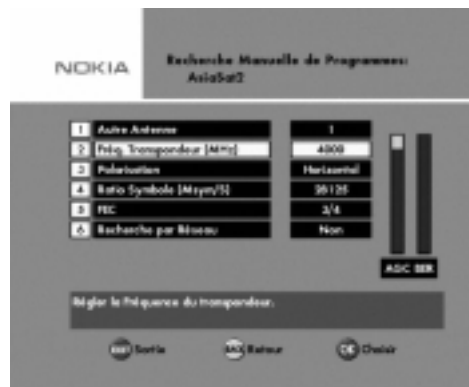 NOKIA
Recherche Manuelle de Programmes:
AsiaSat2
1 Autre Antenne 1
2 Fréq. Transpondeur (MHz) 4000
3 Polarisation Horizontal
4 Ratio Symbole (Msym/S) 28125
5 FEC 3/4
6 Recherche par Réseau Non
AGC BER
Régler la Fréquence du transpondeur.
Sortie Retour OK Choisir